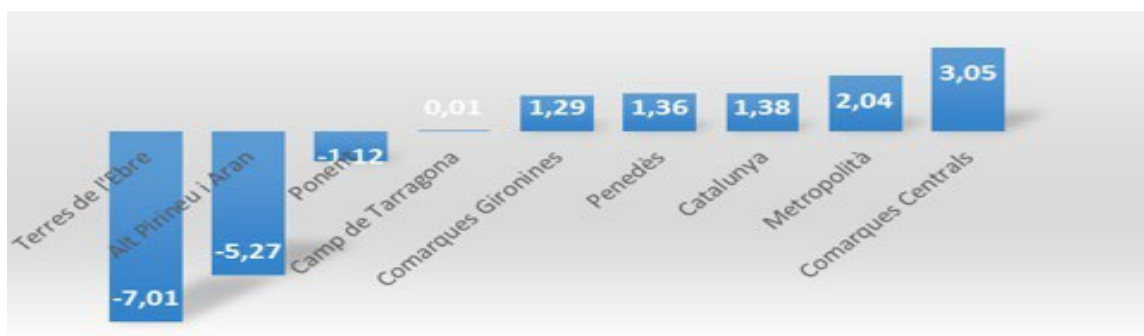 -7,01
-5,27
-1,12
0,01
1,29
1,36
1,38
2,04
3,05
Terres de l'Ebre
Alt Pirineu i Aran
Ponent
Camp de Tarragona
Comarques Gironines
Penedès
Catalunya
Metropolità
Comarques Centrals